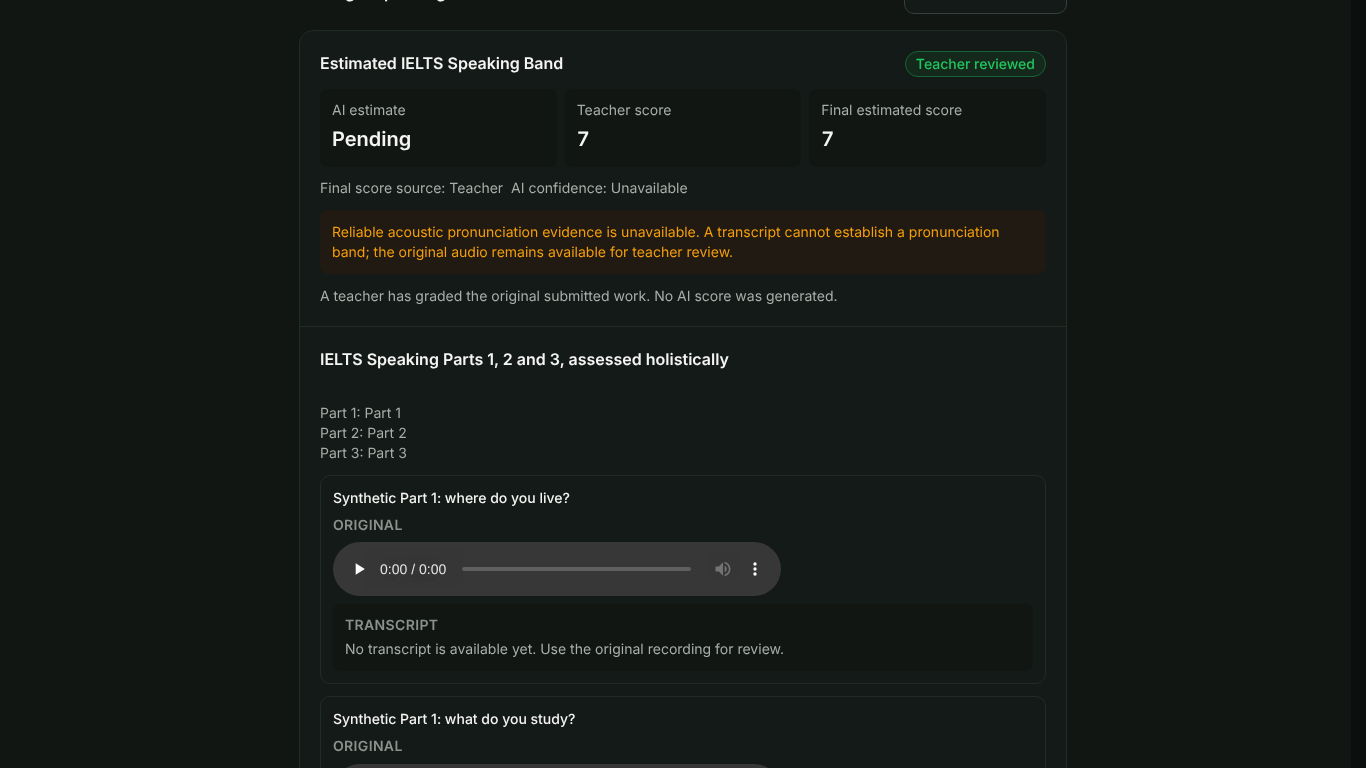 Estimated IELTS Speaking Band
Teacher reviewed
AI estimate
Pending
Teacher score
7
Final estimated score
7
Final score source: Teacher AI confidence: Unavailable
Reliable acoustic pronunciation evidence is unavailable. A transcript cannot establish a pronunciation
band; the original audio remains available for teacher review.
A teacher has graded the original submitted work. No AI score was generated.
IELTS Speaking Parts 1, 2 and 3, assessed holistically
Part 1: Part 1
Part 2: Part 2
Part 3: Part 3
Synthetic Part 1: where do you live?
ORIGINAL
0:00 / 0:00
TRANSCRIPT
No transcript is available yet. Use the original recording for review.
Synthetic Part 1: what do you study?
ORIGINAL